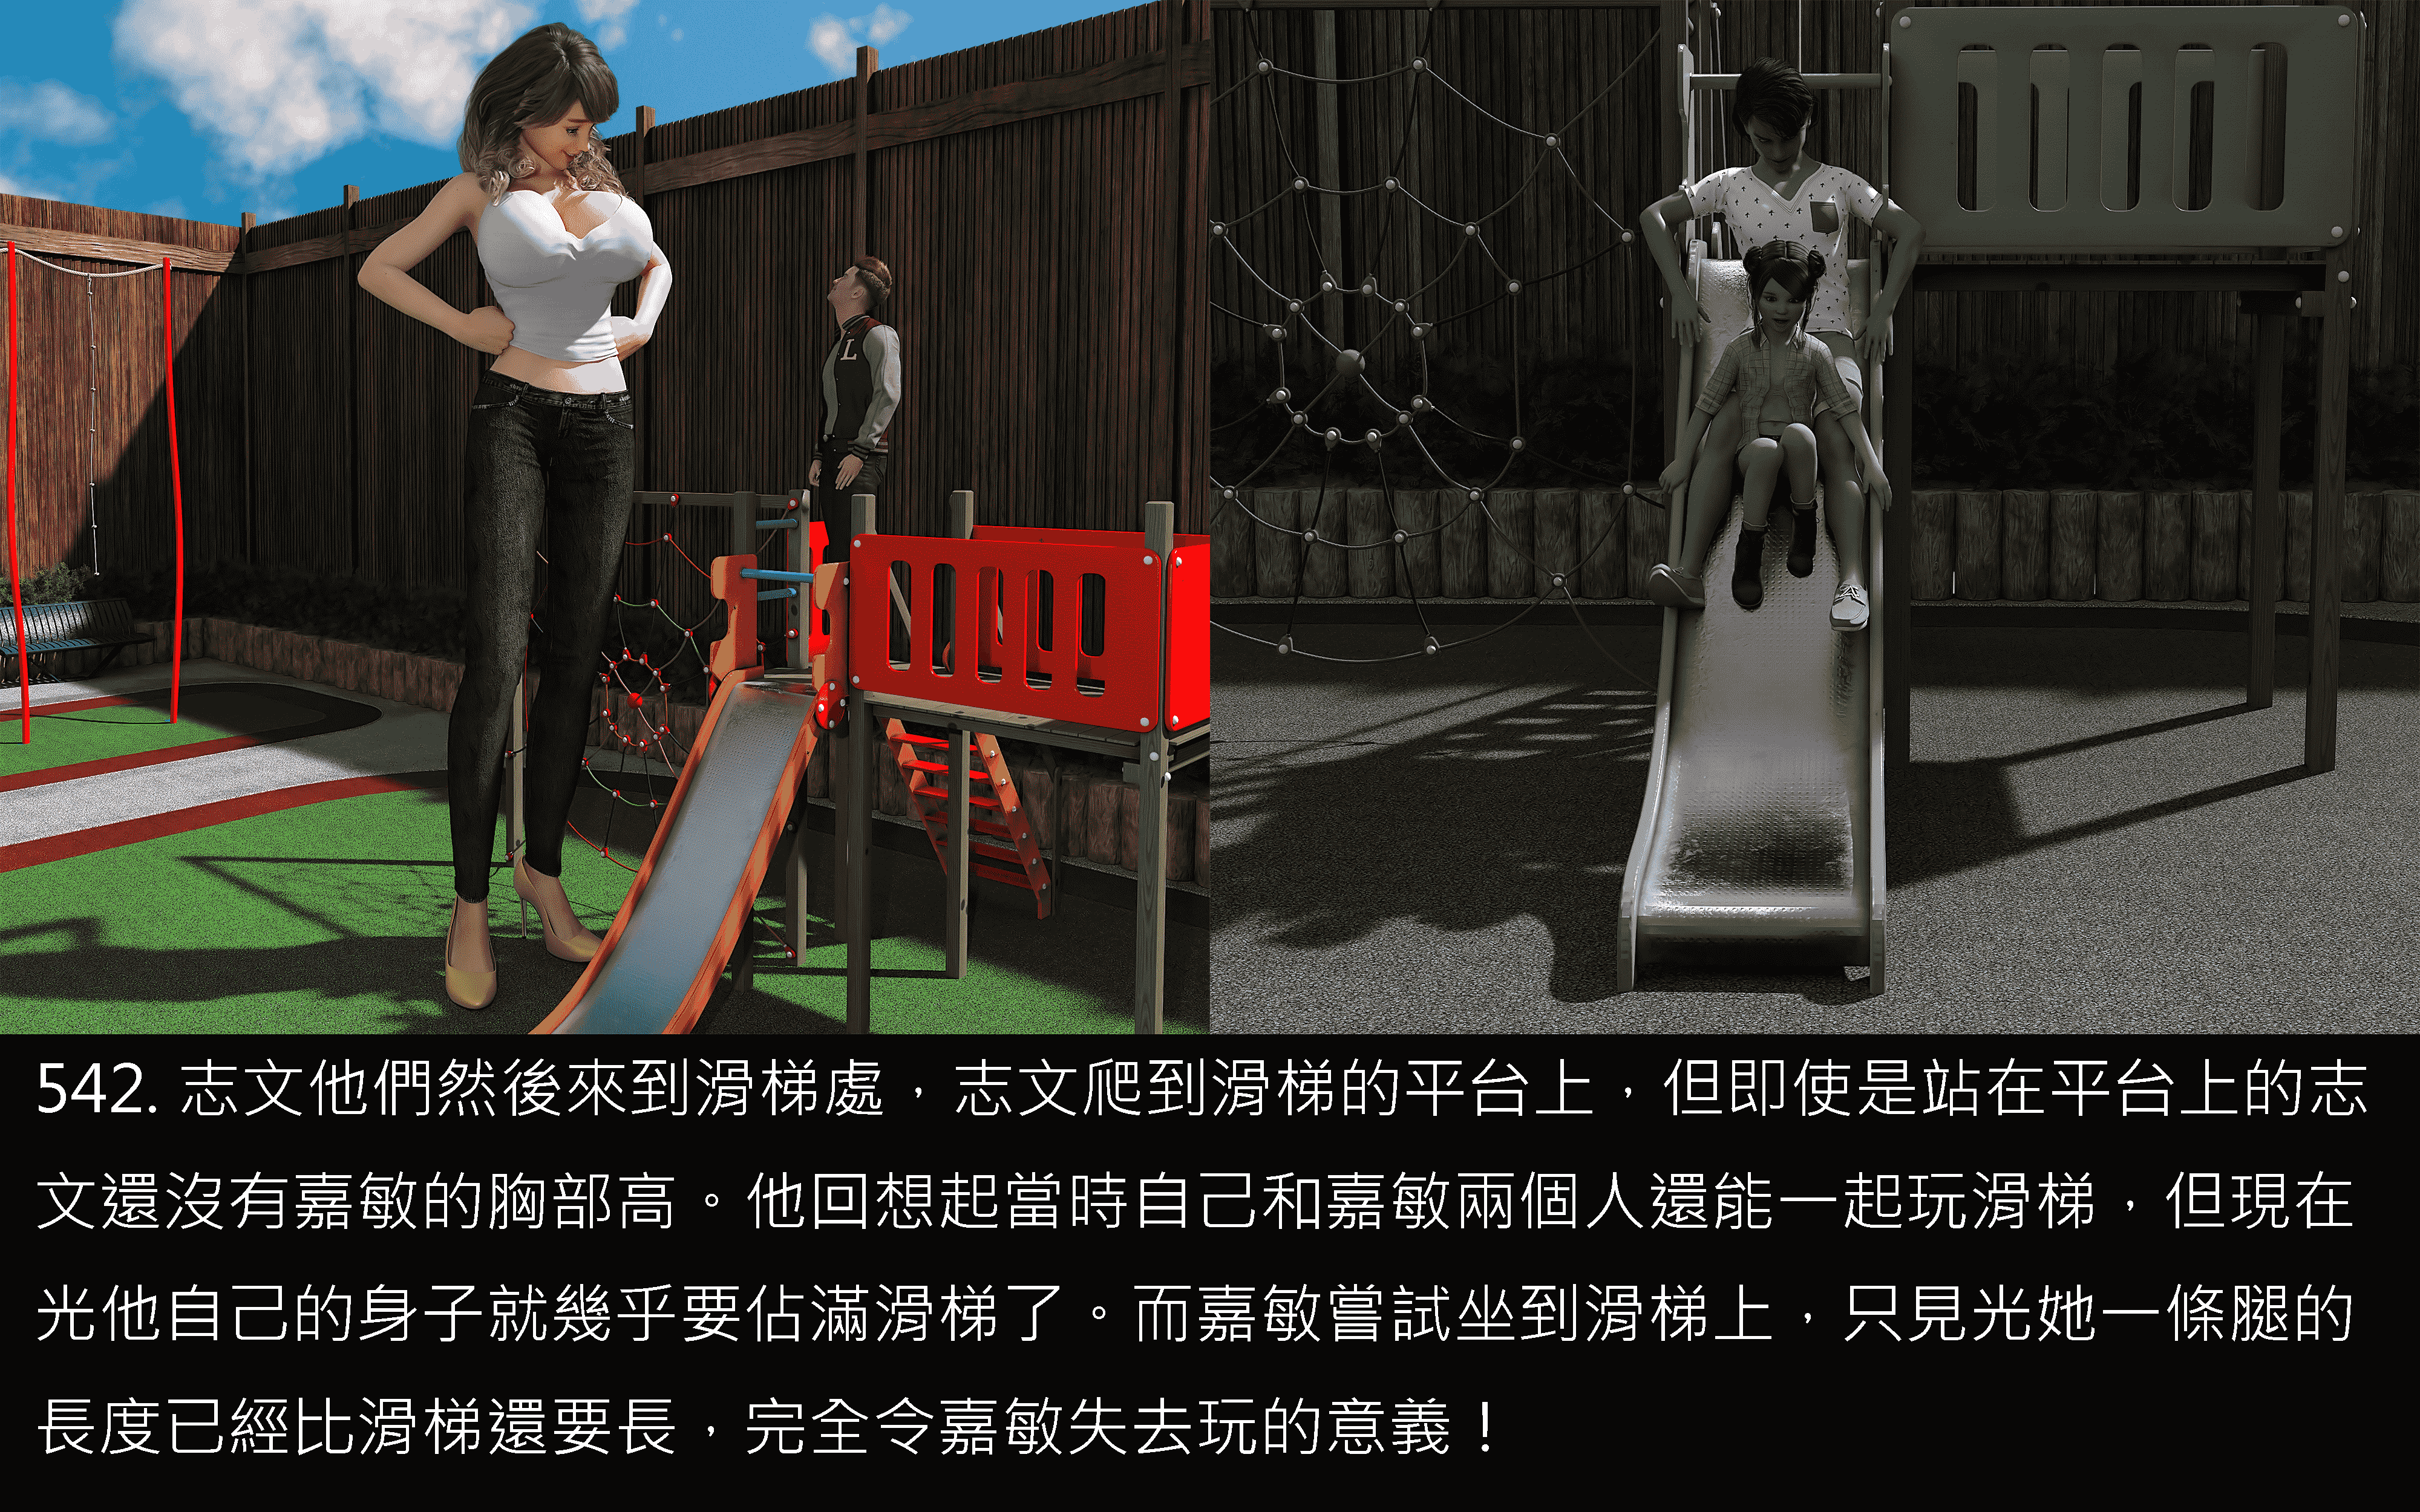 L
542. 志文他們然後來到滑梯處，志文爬到滑梯的平台上，但即使是站在平台上的志
文還沒有嘉敏的胸部高。他回想起當時自己和嘉敏兩個人還能一起玩滑梯，但現在
光他自己的身子就幾乎要佔滿滑梯了。而嘉敏嘗試坐到滑梯上，只見光她一條腿的
長度已經比滑梯還要長，完全令嘉敏失去玩的意義！